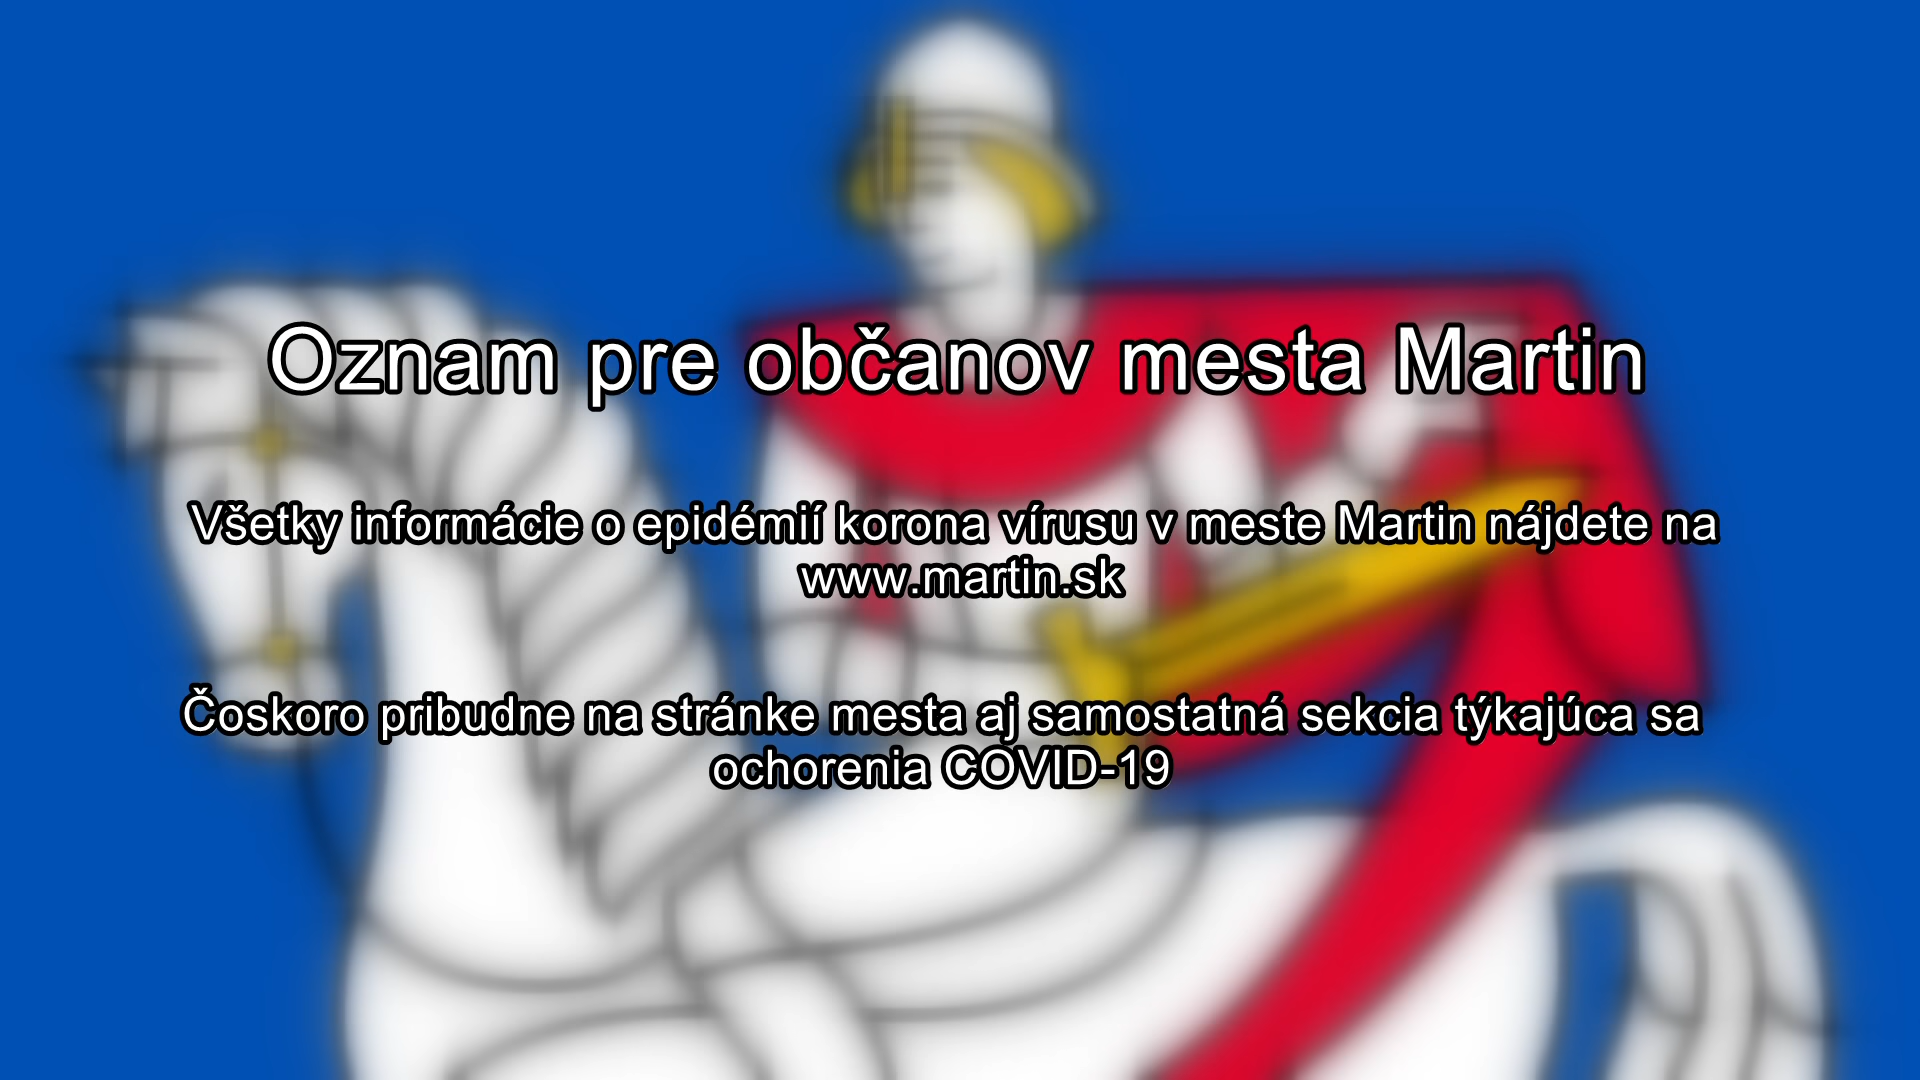 Oznam pre občanov mesta Martin
Všetky informácie o epidémií korona vírusu v meste Martin nájdete na
www.martin.sk
Čoskoro pribudne na stránke mesta aj samostatná sekcia týkajúca sa
ochorenia COVID-19